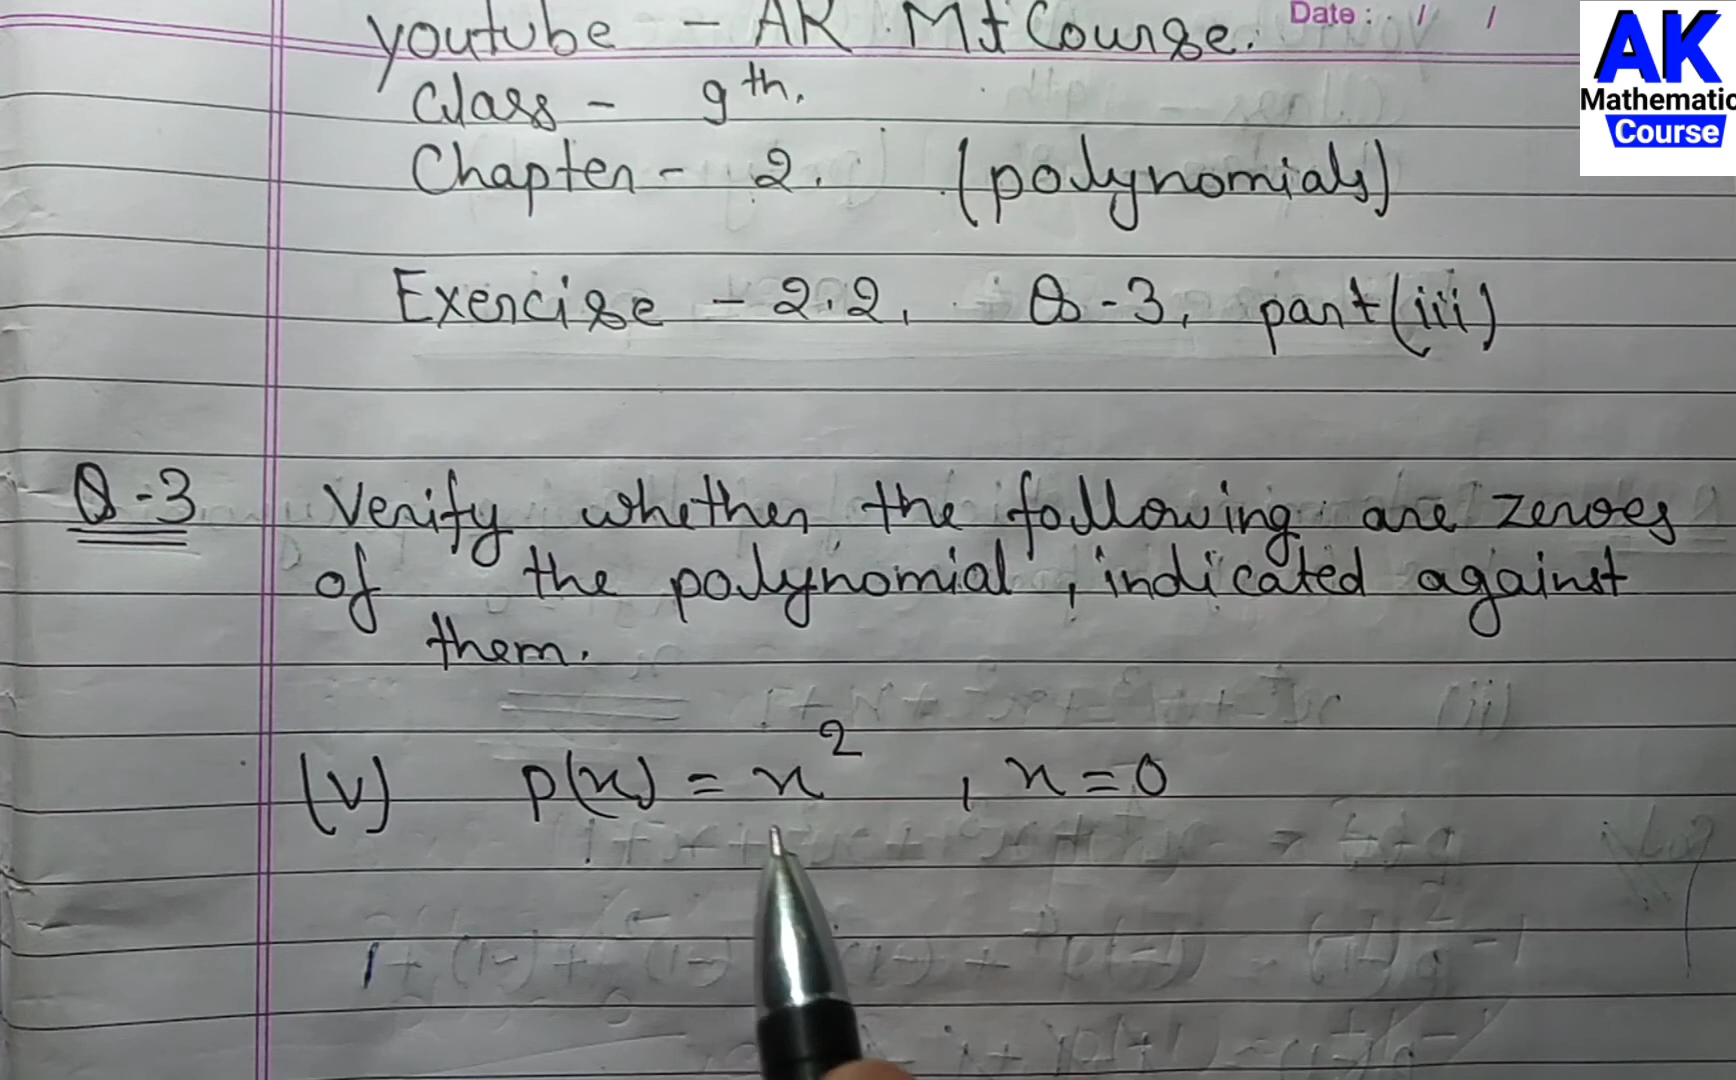 youtube - AK Mt Course.
Date : / /
AK
Mathematic
Course
Class - 9th.
Chapter - 2. (polynomials)
Exercise - 2.2, Q-3, part(iii)
Q-3 Verify whether the following are zeroes
of the polynomial, indicated against
them.
(v) p(x) = x² , x = 0